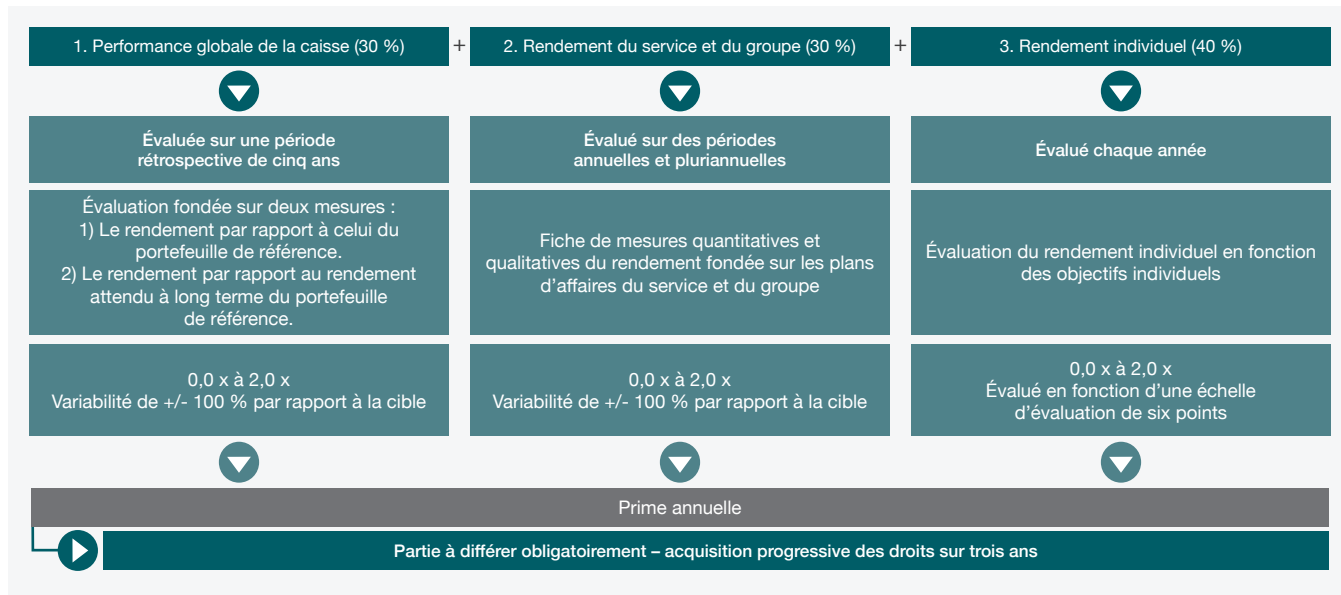 1. Performance globale de la caisse (30 %) + 2. Rendement du service et du groupe (30 %) + 3. Rendement individuel (40 %)
Évaluée sur une période
rétrospective de cinq ans
Évaluation fondée sur deux mesures :
1) Le rendement par rapport à celui du
portefeuille de référence.
2) Le rendement par rapport au rendement
attendu à long terme du portefeuille
de référence.
0,0 x à 2,0 x
Variabilité de +/- 100 % par rapport à la cible
Évalué sur des périodes
annuelles et pluriannuelles
Fiche de mesures quantitatives et
qualitatives du rendement fondée sur les plans
d’affaires du service et du groupe
0,0 x à 2,0 x
Variabilité de +/- 100 % par rapport à la cible
Évalué chaque année
Évaluation du rendement individuel en fonction
des objectifs individuels
0,0 x à 2,0 x
Évalué en fonction d’une échelle
d’évaluation de six points
Prime annuelle
Partie à différer obligatoirement – acquisition progressive des droits sur trois ans